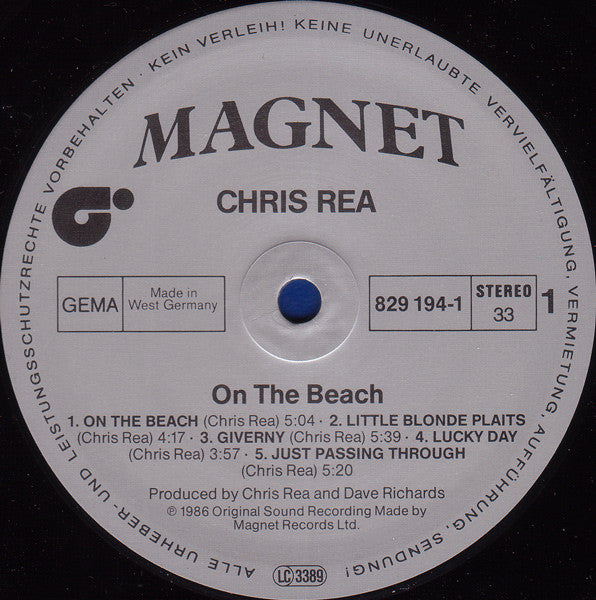 ALLE URHEBER- UND LEISTUNGSSCHUTZRECHTE VORBEHALTEN · KEIN VERLEIH! KEINE UNERLAUBTE VERVIELFÄLTIGUNG, VERMIETUNG, AUFFÜHRUNG, SENDUNG!
MAGNET
CHRIS REA
GEMA
Made in
West Germany
829 194-1
STEREO
33
1
On The Beach
1. ON THE BEACH (Chris Rea) 5:04 · 2. LITTLE BLONDE PLAITS
(Chris Rea) 4:17 · 3. GIVERNY (Chris Rea) 5:39 · 4. LUCKY DAY
(Chris Rea) 3:57 · 5. JUST PASSING THROUGH
(Chris Rea) 5:20
Produced by Chris Rea and Dave Richards
℗ 1986 Original Sound Recording Made by
Magnet Records Ltd.
LC 3389